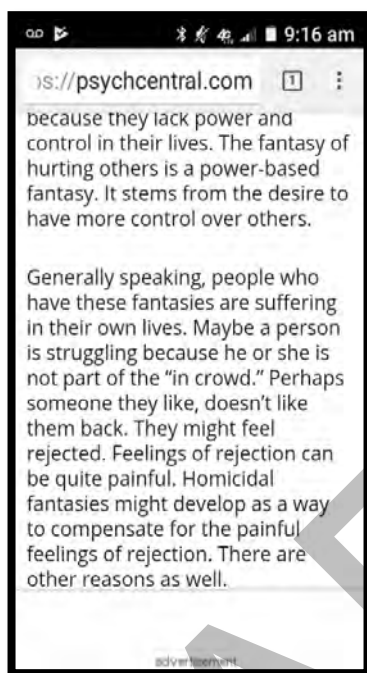 9:16 am
ps://psychcentral.com 1
because they lack power and
control in their lives. The fantasy of
hurting others is a power-based
fantasy. It stems from the desire to
have more control over others.
Generally speaking, people who
have these fantasies are suffering
in their own lives. Maybe a person
is struggling because he or she is
not part of the “in crowd.” Perhaps
someone they like, doesn’t like
them back. They might feel
rejected. Feelings of rejection can
be quite painful. Homicidal
fantasies might develop as a way
to compensate for the painful
feelings of rejection. There are
other reasons as well.
advertisement